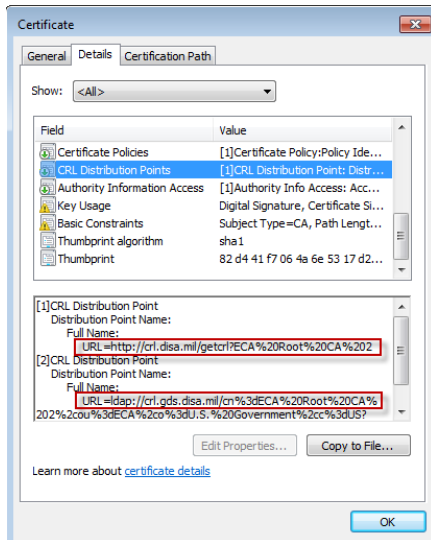 Certificate
General Details Certification Path
Show: <All>
Field Value
Certificate Policies [1]Certificate Policy:Policy Ide...
CRL Distribution Points [1]CRL Distribution Point: Distr...
Authority Information Access [1]Authority Info Access: Acc...
Key Usage Digital Signature, Certificate Si...
Basic Constraints Subject Type=CA, Path Lengt...
Thumbprint algorithm sha1
Thumbprint 82 d4 41 f7 06 4a 6e 53 17 d2...
[1]CRL Distribution Point
Distribution Point Name:
Full Name:
URL=http://crl.disa.mil/getcrl?ECA%20Root%20CA%202
[2]CRL Distribution Point
Distribution Point Name:
Full Name:
URL=ldap://crl.gds.disa.mil/cn%3dECA%20Root%20CA%
202%2cou%3dECA%2co%3dU.S.%20Government%2cc%3dUS?
Edit Properties... Copy to File...
Learn more about certificate details
OK